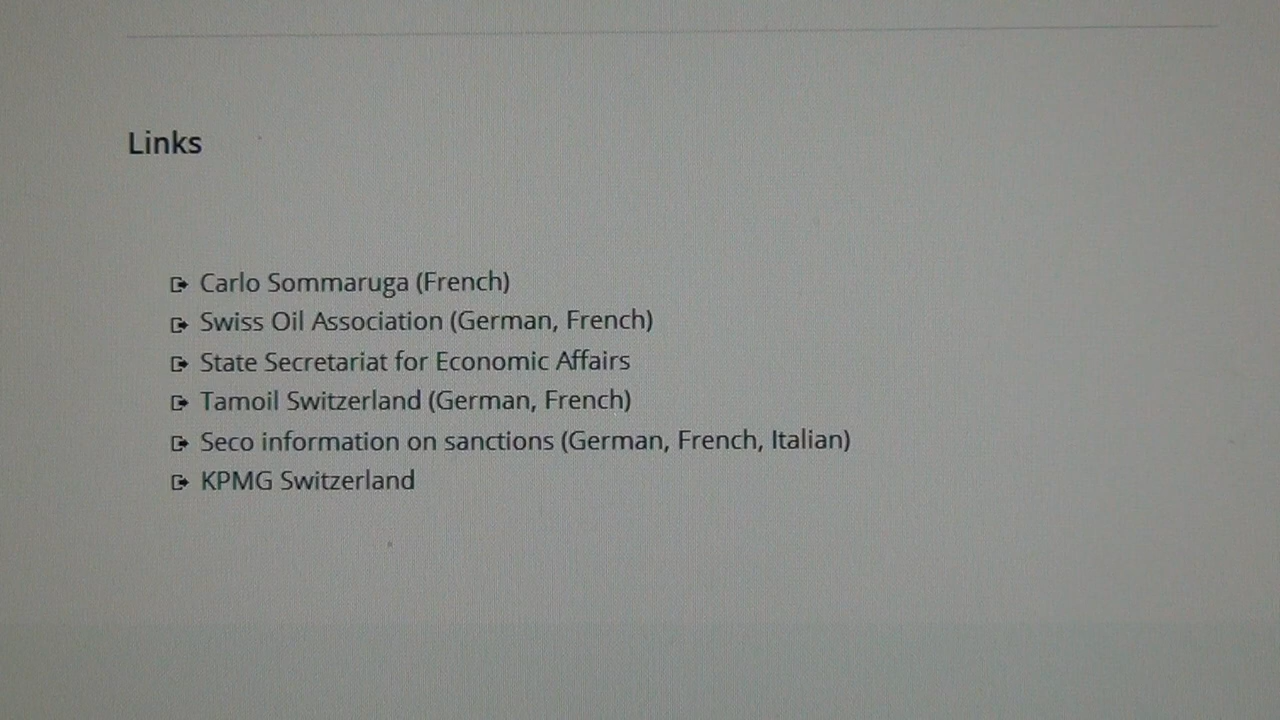 Links
Carlo Sommaruga (French)
Swiss Oil Association (German, French)
State Secretariat for Economic Affairs
Tamoil Switzerland (German, French)
Seco information on sanctions (German, French, Italian)
KPMG Switzerland